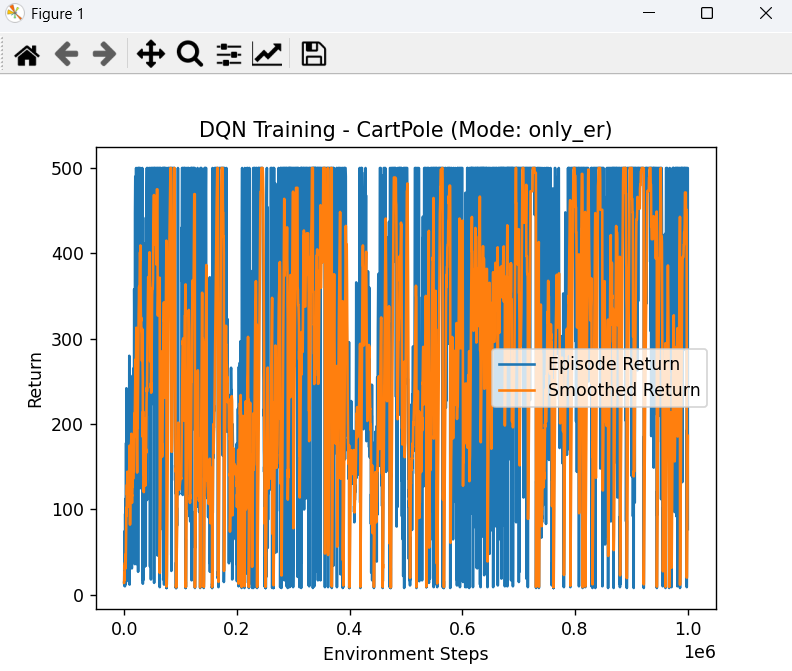 Figure 1
DQN Training - CartPole (Mode: only_er)
500
400
300
200
100
0
Return
Episode Return
Smoothed Return
0.0 0.2 0.4 0.6 0.8 1.0
1e6
Environment Steps